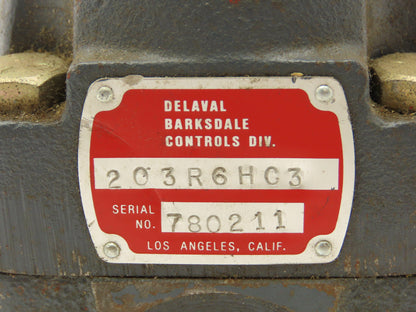 DELAVAL
BARKSDALE
CONTROLS DIV.
203R6HC3
SERIAL NO. 780211
LOS ANGELES, CALIF.